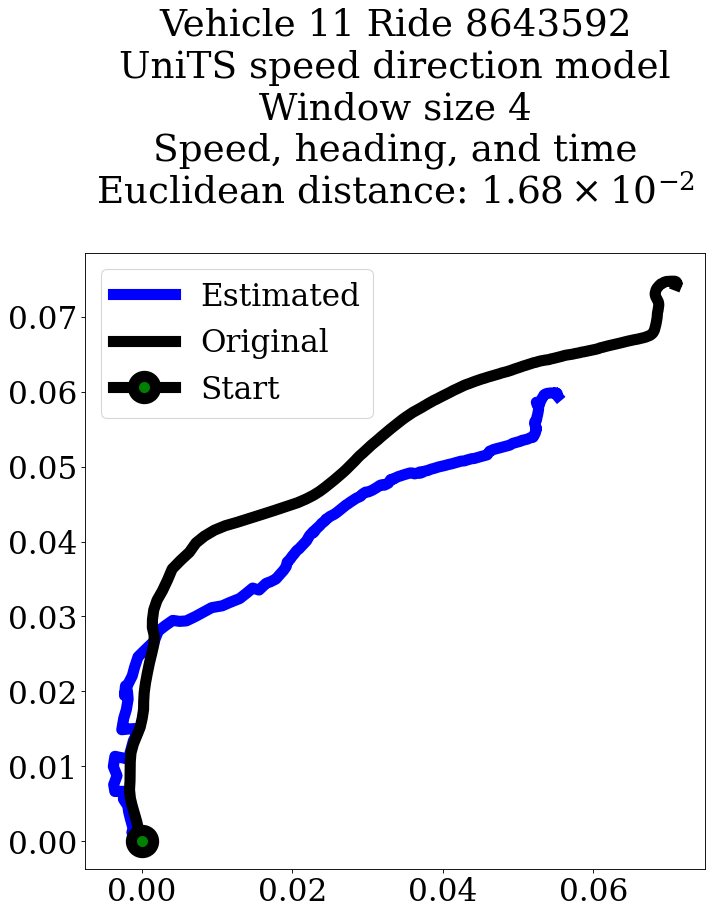 Vehicle 11 Ride 8643592
UniTS speed direction model
Window size 4
Speed, heading, and time
Euclidean distance: 1.68 × 10⁻²
Estimated
Original
Start
0.07
0.06
0.05
0.04
0.03
0.02
0.01
0.00
0.00 0.02 0.04 0.06